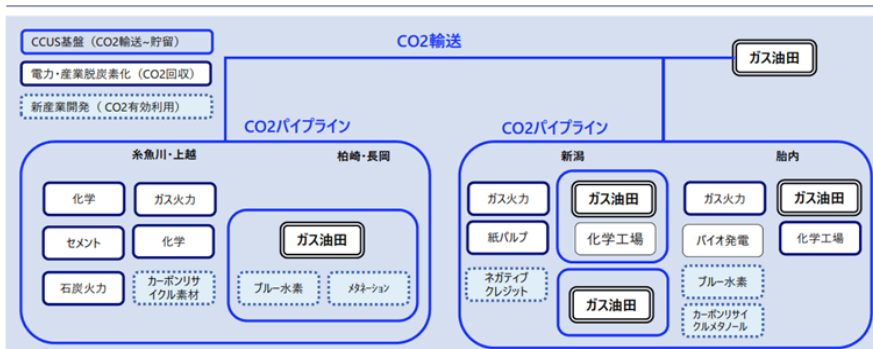 CCUS基盤（CO2輸送~貯留）
電力・産業脱炭素化（CO2回収）
新産業開発（ CO2有効利用）
CO2輸送
ガス油田
CO2パイプライン
糸魚川・上越
柏崎・長岡
化学
ガス火力
セメント
化学
石炭火力
カーボンリサ
イクル素材
ガス油田
ブルー水素
メタネーション
CO2パイプライン
新潟
胎内
ガス火力
ガス油田
紙パルプ
化学工場
ネガティブ
クレジット
ガス油田
ガス火力
ガス油田
バイオ発電
化学工場
ブルー水素
カーボンリサイ
クルメタノール